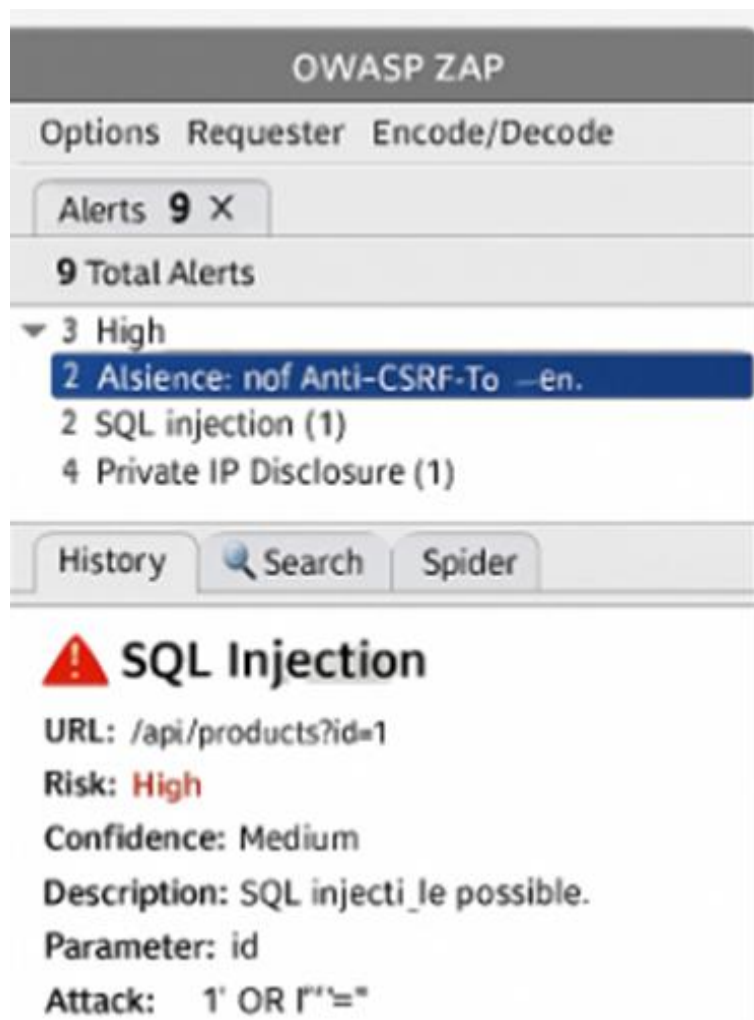 OWASP ZAP
Options Requester Encode/Decode
Alerts 9 X
9 Total Alerts
3 High
2 Alsience: nof Anti-CSRF-To —en.
2 SQL injection (1)
4 Private IP Disclosure (1)
History Search Spider
SQL Injection
URL: /api/products?id=1
Risk: High
Confidence: Medium
Description: SQL injecti_le possible.
Parameter: id
Attack: 1' OR